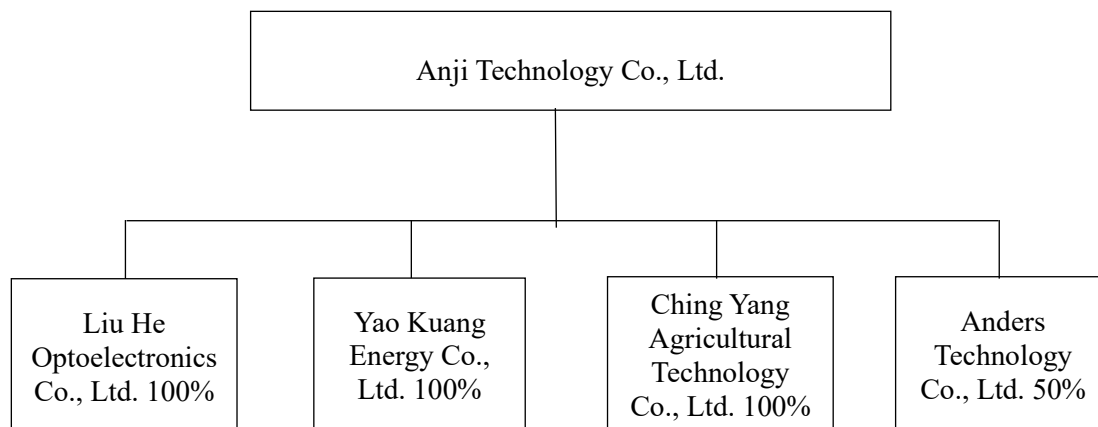 Anji Technology Co., Ltd.
Liu He
Optoelectronics
Co., Ltd. 100%
Yao Kuang
Energy Co.,
Ltd. 100%
Ching Yang
Agricultural
Technology
Co., Ltd. 100%
Anders
Technology
Co., Ltd. 50%